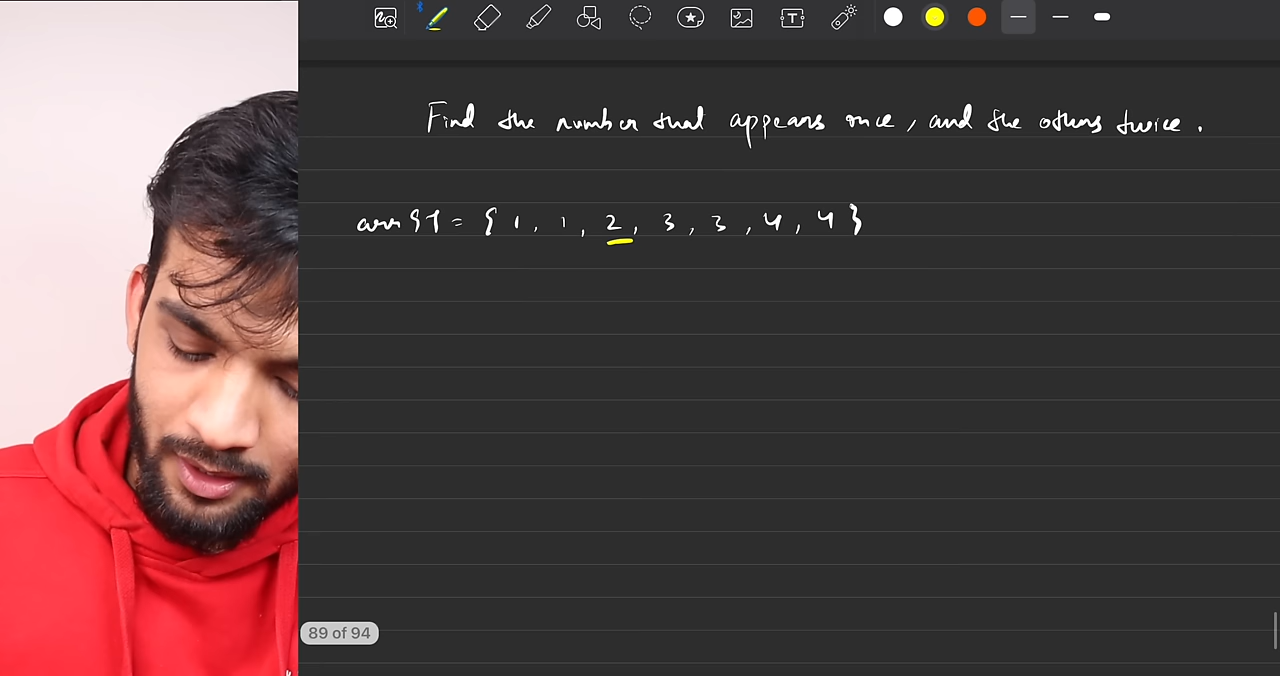 Find the number that appears once, and the others twice.
arr[] = { 1, 1, 2, 3, 3, 4, 4 }
89 of 94